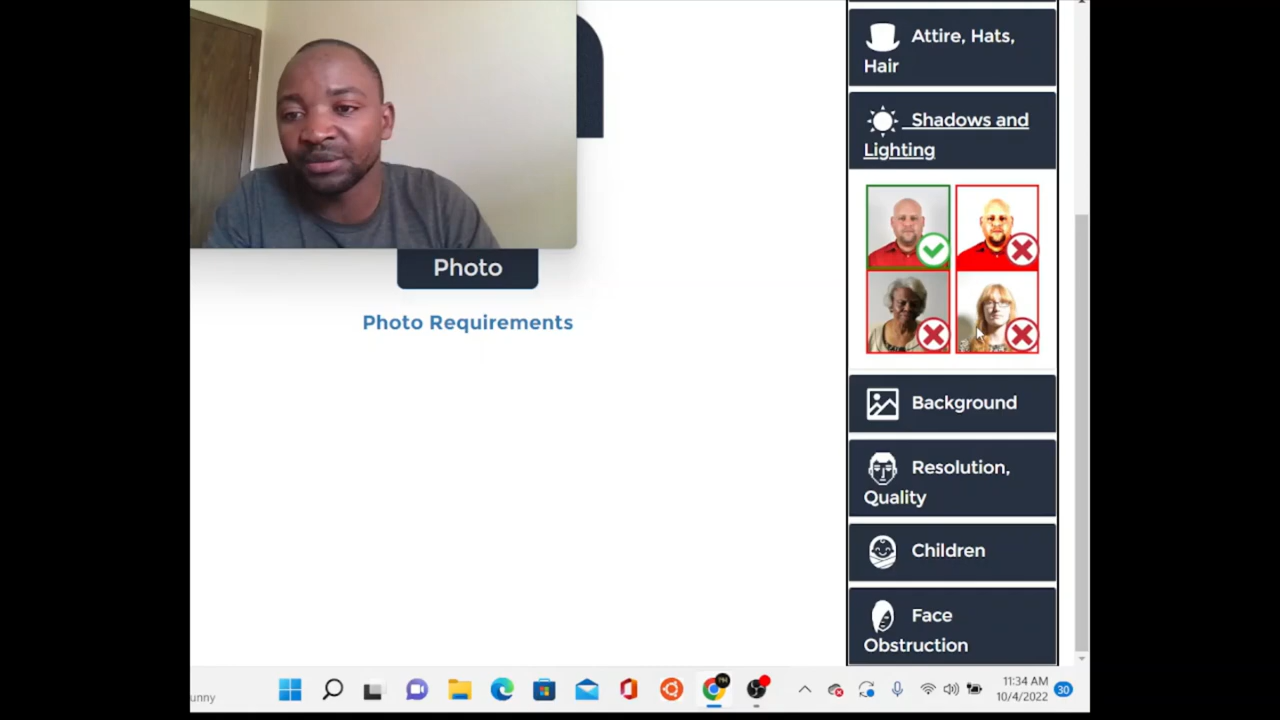 Attire, Hats,
Hair
Shadows and
Lighting
Photo
Photo Requirements
Background
Resolution,
Quality
Children
Face
Obstruction
unny
11:34 AM
10/4/2022
30